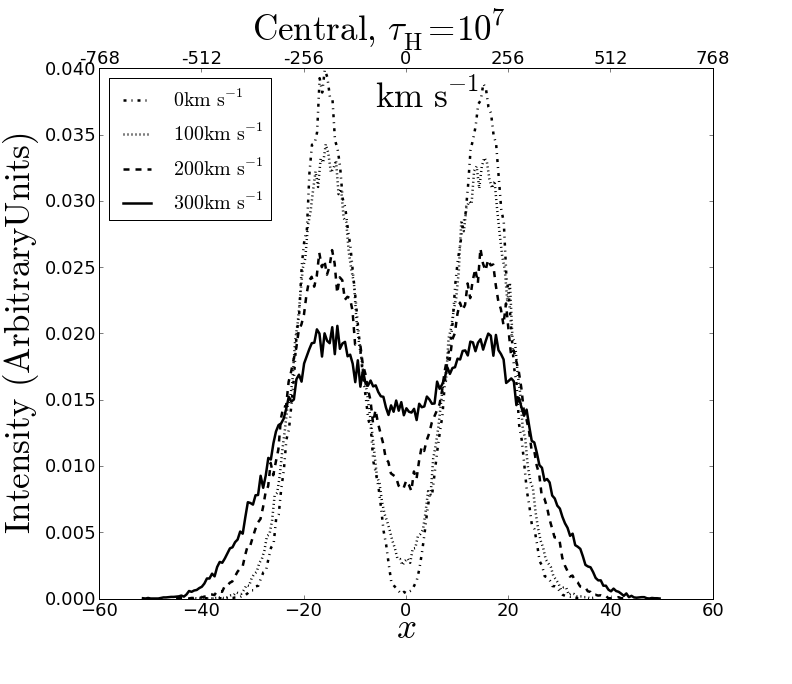 Central, τ_H=10^7
-768 -512 -256 0 256 512 768
km s^−1
0km s^−1
100km s^−1
200km s^−1
300km s^−1
Intensity (ArbitraryUnits)
0.040
0.035
0.030
0.025
0.020
0.015
0.010
0.005
0.000
−60 −40 −20 0 20 40 60
x